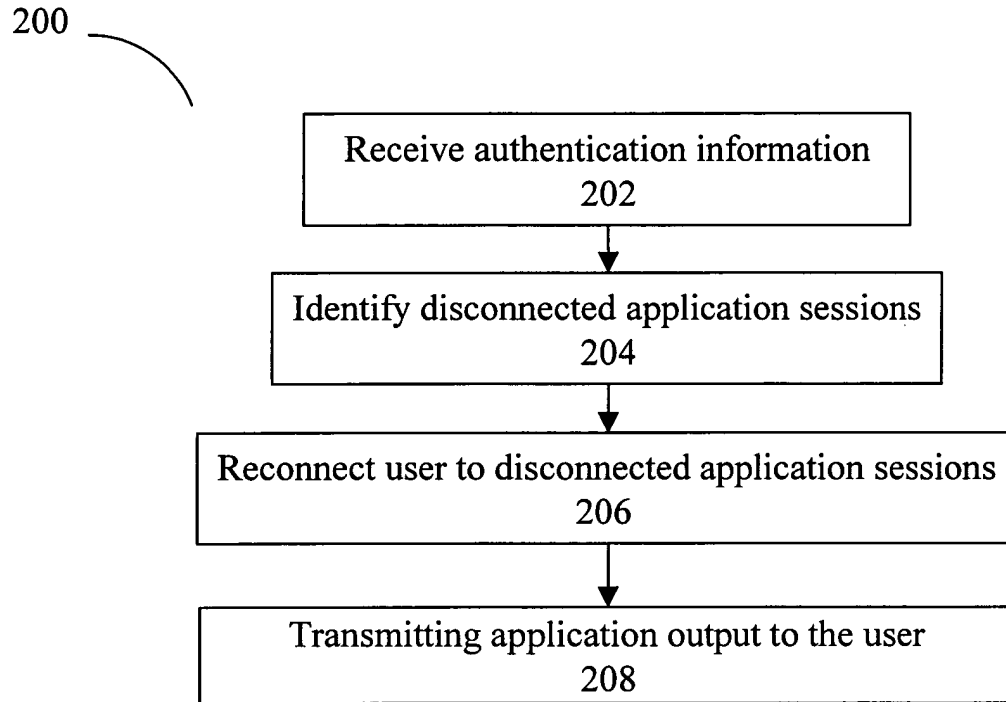 200
Receive authentication information
202
Identify disconnected application sessions
204
Reconnect user to disconnected application sessions
206
Transmitting application output to the user
208